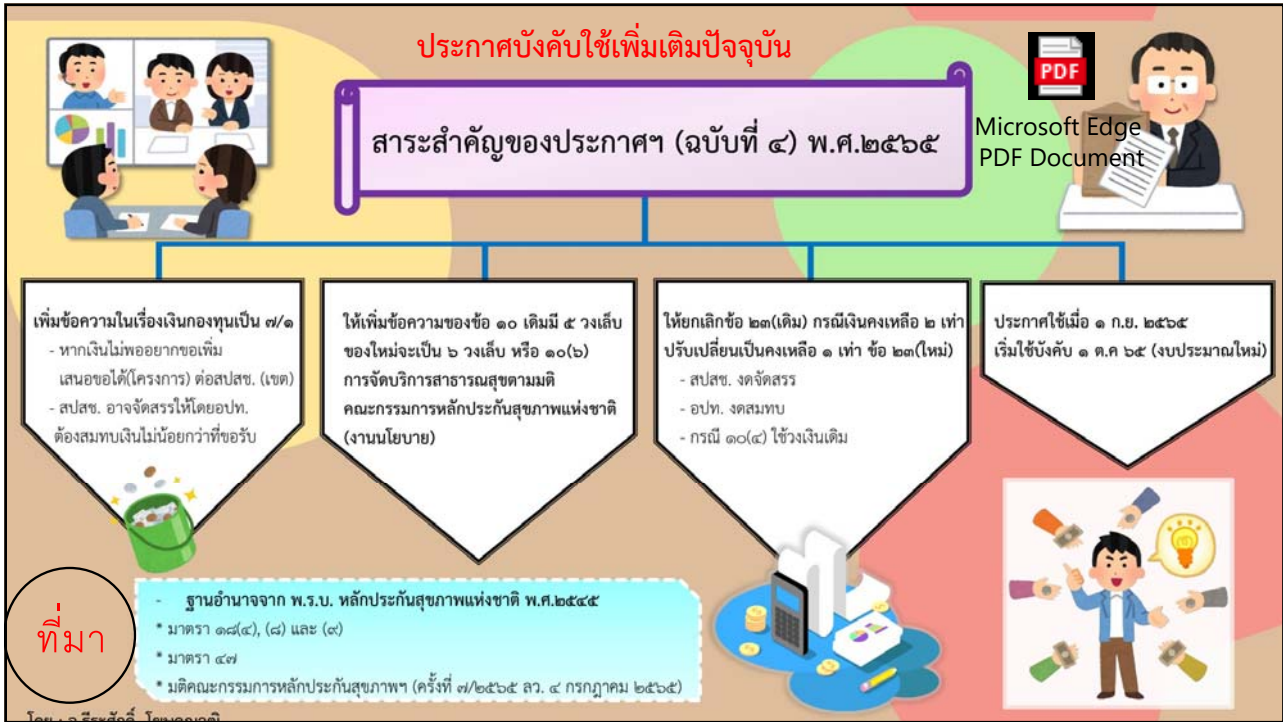 ประกาศบังคับใช้เพิ่มเติมปัจจุบัน
สาระสำคัญของประกาศฯ (ฉบับที่ ๔) พ.ศ.๒๕๖๕
PDF
Microsoft Edge
PDF Document
เพิ่มข้อความในเรื่องเงินกองทุนเป็น ๗/๑
- หากเงินไม่พออยากขอเพิ่ม
เสนอขอได้(โครงการ) ต่อสปสช. (เขต)
- สปสช. อาจจัดสรรให้โดยอปท.
ต้องสมทบเงินไม่น้อยกว่าที่ขอรับ
ให้เพิ่มข้อความของข้อ ๑๐ เดิมมี ๕ วงเล็บ
ของใหม่จะเป็น ๖ วงเล็บ หรือ ๑๐(๖)
การจัดบริการสาธารณสุขตามมติ
คณะกรรมการหลักประกันสุขภาพแห่งชาติ
(งานนโยบาย)
ให้ยกเลิกข้อ ๒๓(เดิม) กรณีเงินคงเหลือ ๒ เท่า
ปรับเปลี่ยนเป็นคงเหลือ ๑ เท่า ข้อ ๒๓(ใหม่)
- สปสช. งดจัดสรร
- อปท. งดสมทบ
- กรณี ๑๐(๔) ใช้วงเงินเดิม
ประกาศใช้เมื่อ ๑ ก.ย. ๒๕๖๕
เริ่มใช้บังคับ ๑ ต.ค ๖๕ (งบประมาณใหม่)
ที่มา
- ฐานอำนาจจาก พ.ร.บ. หลักประกันสุขภาพแห่งชาติ พ.ศ.๒๕๔๕
* มาตรา ๑๘(๔), (๘) และ (๙)
* มาตรา ๔๗
* มติคณะกรรมการหลักประกันสุขภาพฯ (ครั้งที่ ๗/๒๕๖๕ ลว. ๔ กรกฎาคม ๒๕๖๕)